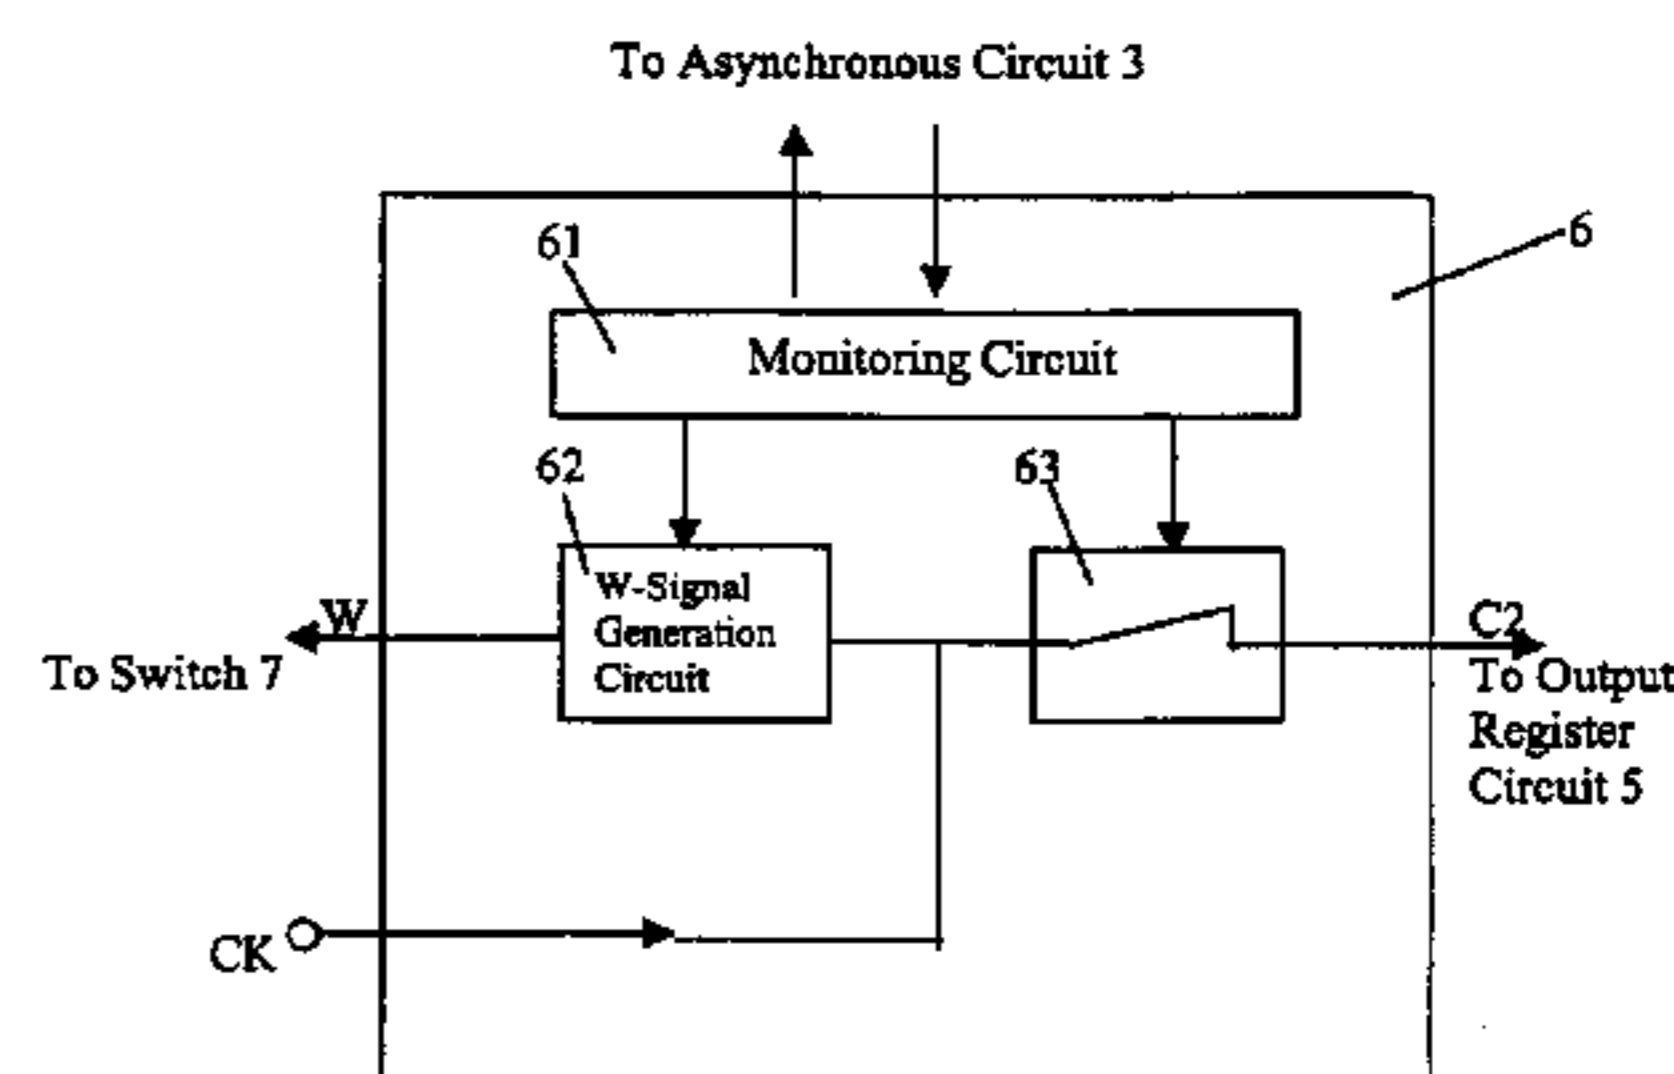 To Asynchronous Circuit 3
6
61
Monitoring Circuit
62
63
W-Signal
Generation
Circuit
W
To Switch 7
C2
To Output
Register
Circuit 5
CK